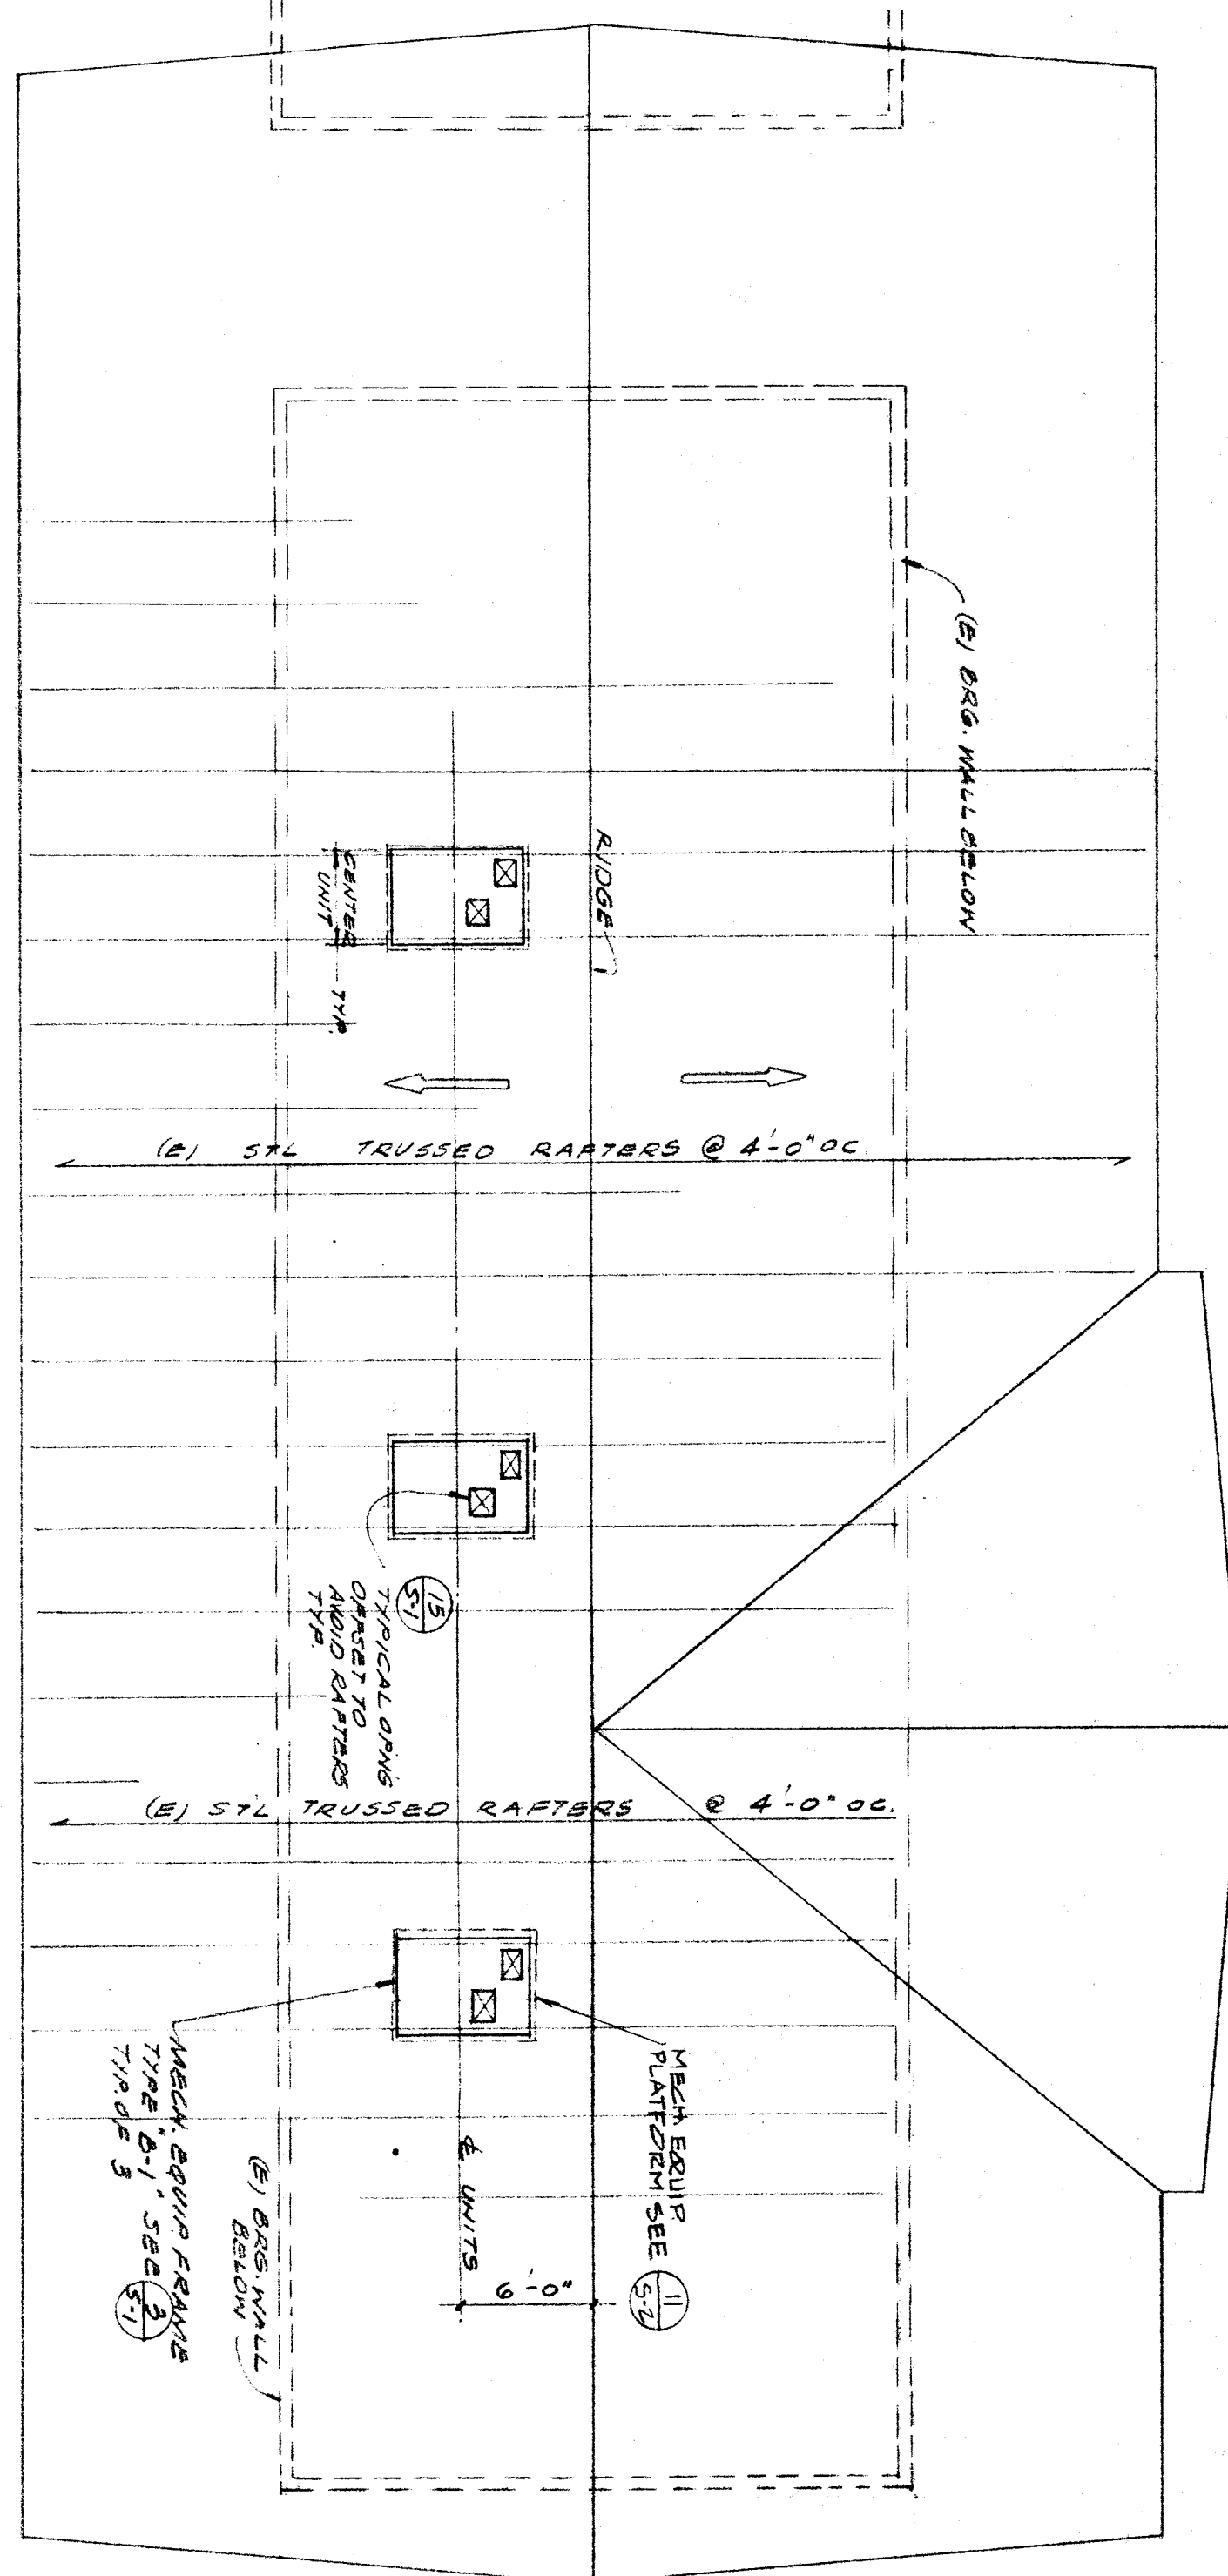 (E) BRG. WALL BELOW
RIDGE
CENTER
UNIT
TYP.
(E) STL TRUSSED RAFTERS @ 4'-0" OC.
15
S-1
TYPICAL OPNG
OFFSET TO
AVOID RAFTERS
TYP.
(E) STL TRUSSED RAFTERS @ 4'-0" OC.
MECH. EQUIP
PLATFORM SEE
11
S-2
MECH. EQUIP. FRAME
TYPE "B-1" SEE
3
S-1
TYP. OF 3
℄ UNITS
6'-0"
(E) BRG. WALL
BELOW